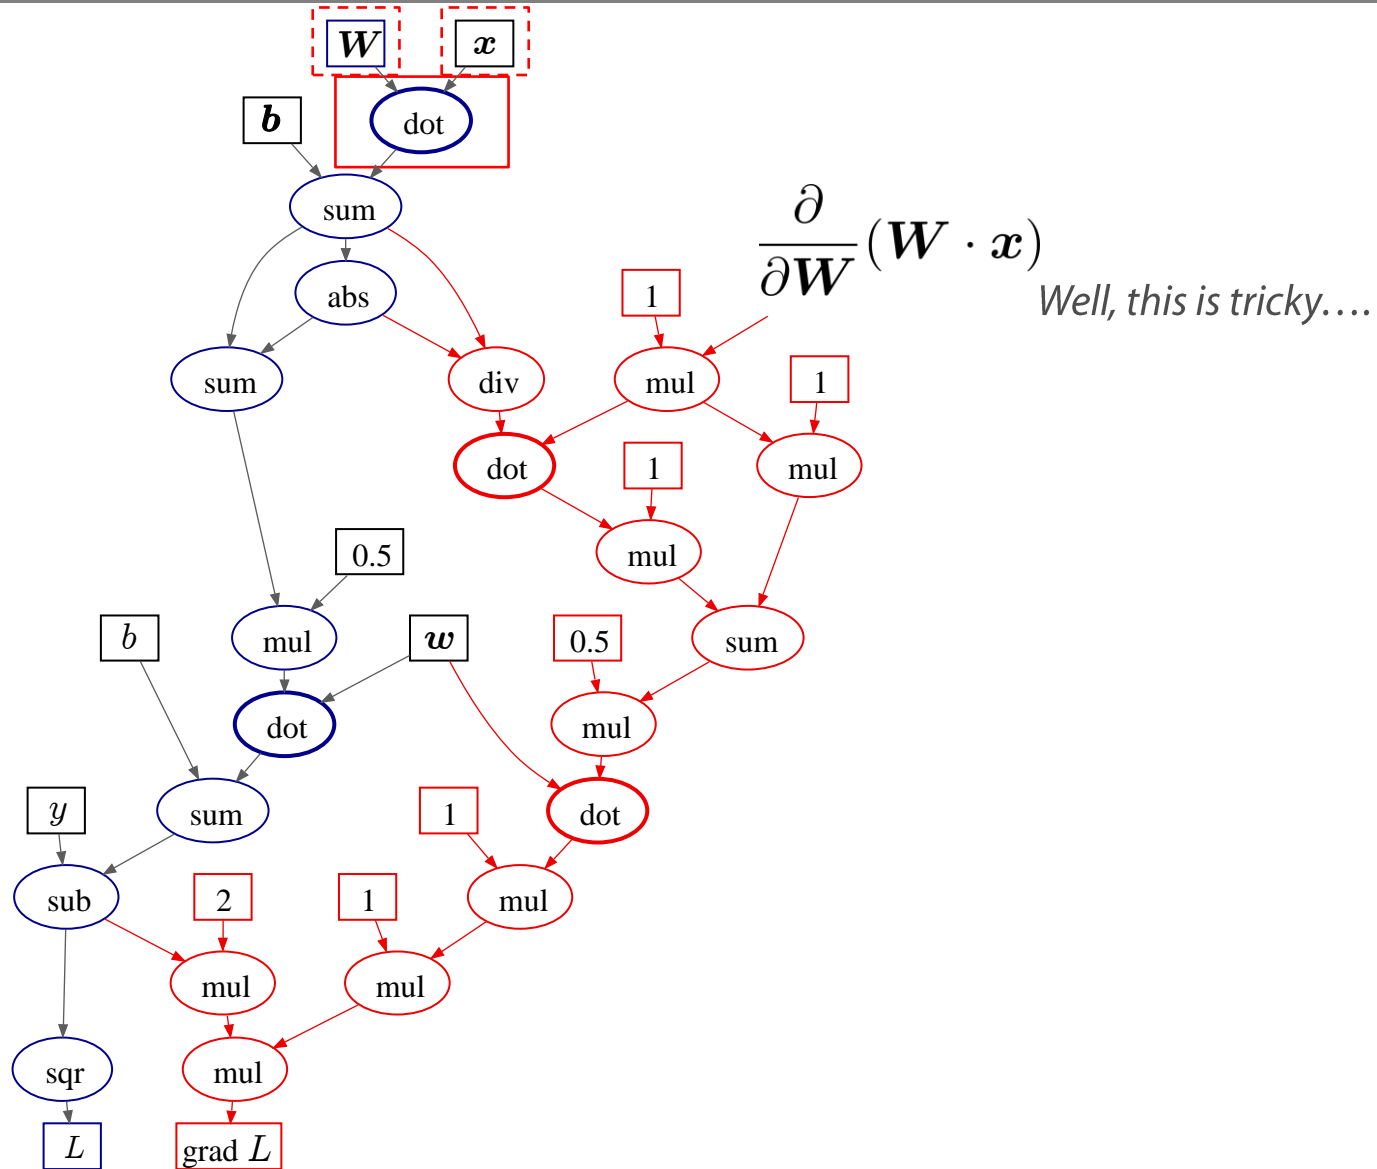 W x
b dot
sum
∂/∂W (W · x)
abs 1
Well, this is tricky….
sum div mul 1
dot 1 mul
mul
0.5
b mul w 0.5 sum
dot mul
y sum 1 dot
sub 2 1 mul
mul mul
sqr mul
L grad L